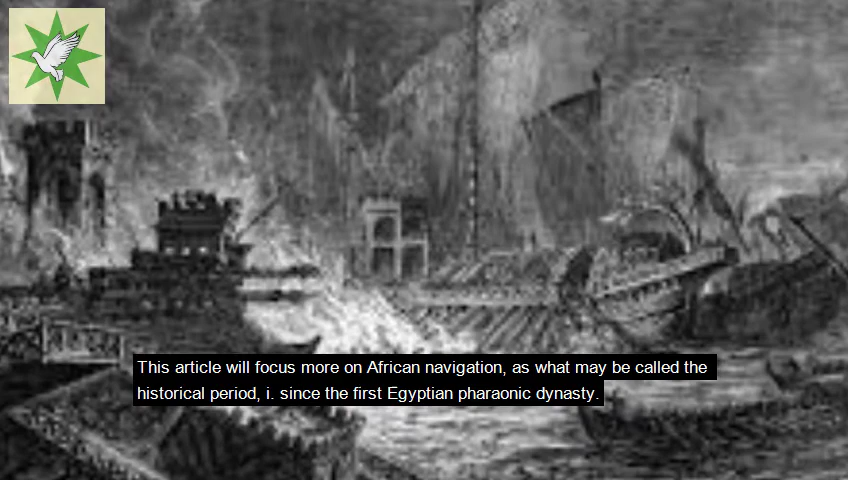 This article will focus more on African navigation, as what may be called the
historical period, i. since the first Egyptian pharaonic dynasty.